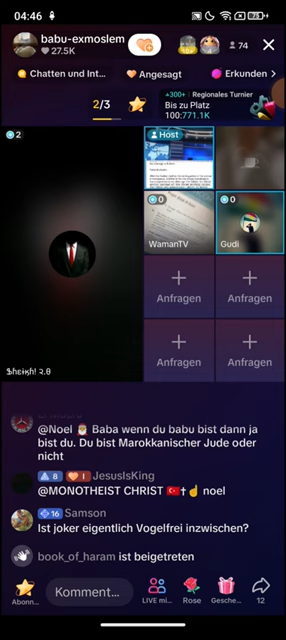 04:46
75
babu-exmoslem
27.5K
74
Chatten und Int...
Angesagt
Erkunden
2/3
+300
Regionales Turnier
Bis zu Platz
100:771.1K
2
Host
0
WamanTV
0
Gudi
Anfragen
Anfragen
Anfragen
Anfragen
@Noel 🎅 Baba wenn du babu bist dann ja
bist du. Du bist Marokkanischer Jude oder
nicht
8 1 JesusIsKing
@MONOTHEIST CHRIST 🇹🇷✝☝ noel
16 Samson
Ist joker eigentlich Vogelfrei inzwischen?
book_of_haram ist beigetreten
Abonn...
Komment...
LIVE mi...
Rose
Gesche...
12